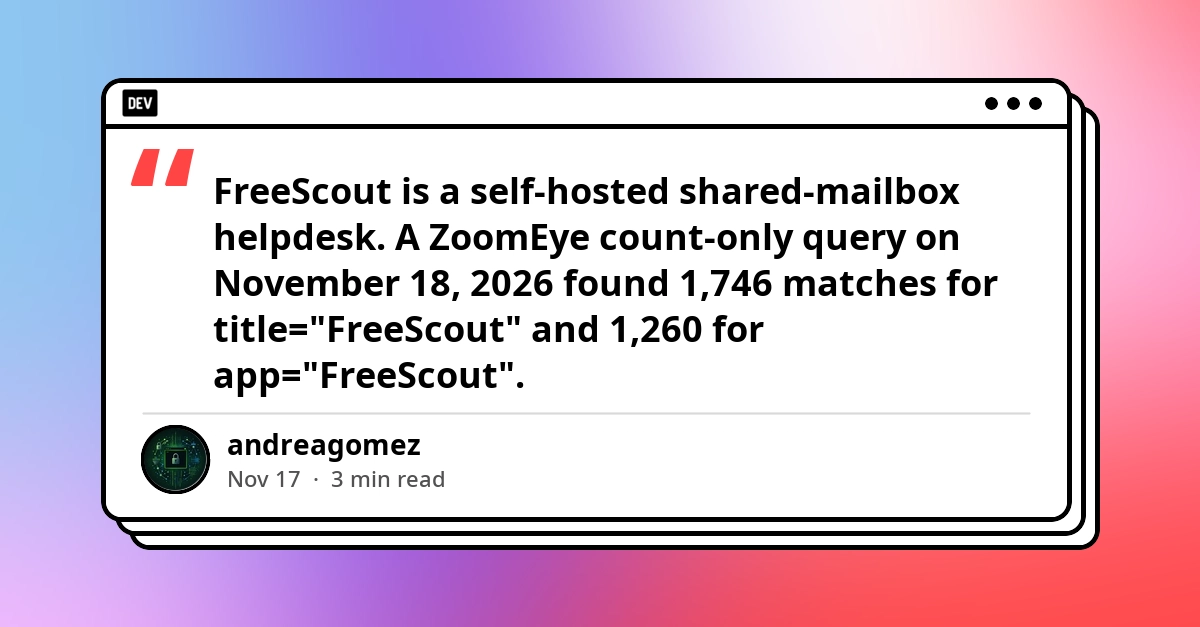 DEV
“
FreeScout is a self-hosted shared-mailbox
helpdesk. A ZoomEye count-only query on
November 18, 2026 found 1,746 matches for
title="FreeScout" and 1,260 for
app="FreeScout".
andreagomez
Nov 17 · 3 min read